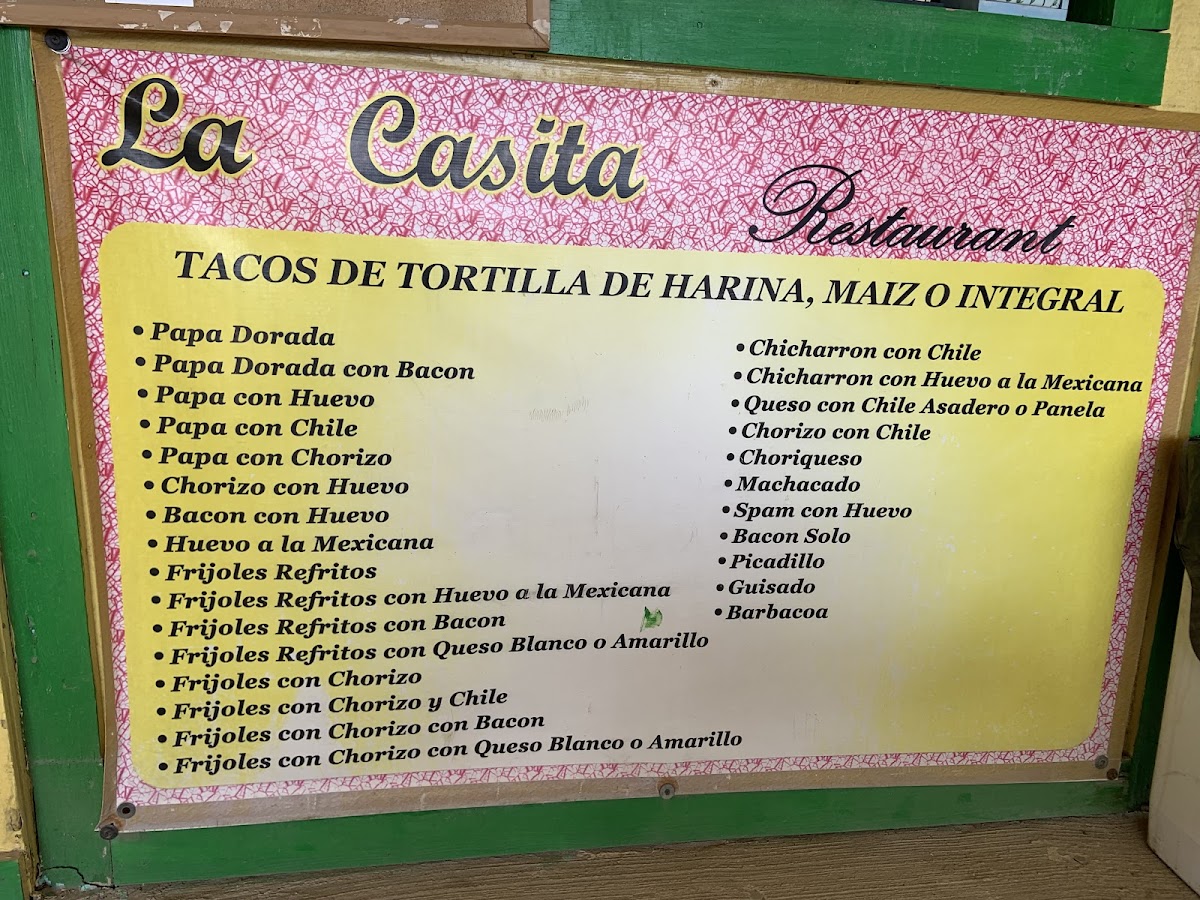 La Casita
Restaurant
TACOS DE TORTILLA DE HARINA, MAIZ O INTEGRAL
• Papa Dorada
• Papa Dorada con Bacon
• Papa con Huevo
• Papa con Chile
• Papa con Chorizo
• Chorizo con Huevo
• Bacon con Huevo
• Huevo a la Mexicana
• Frijoles Refritos
• Frijoles Refritos con Huevo a la Mexicana
• Frijoles Refritos con Bacon
• Frijoles Refritos con Queso Blanco o Amarillo
• Frijoles con Chorizo
• Frijoles con Chorizo y Chile
• Frijoles con Chorizo con Bacon
• Frijoles con Chorizo con Queso Blanco o Amarillo
• Chicharron con Chile
• Chicharron con Huevo a la Mexicana
• Queso con Chile Asadero o Panela
• Chorizo con Chile
• Choriqueso
• Machacado
• Spam con Huevo
• Bacon Solo
• Picadillo
• Guisado
• Barbacoa